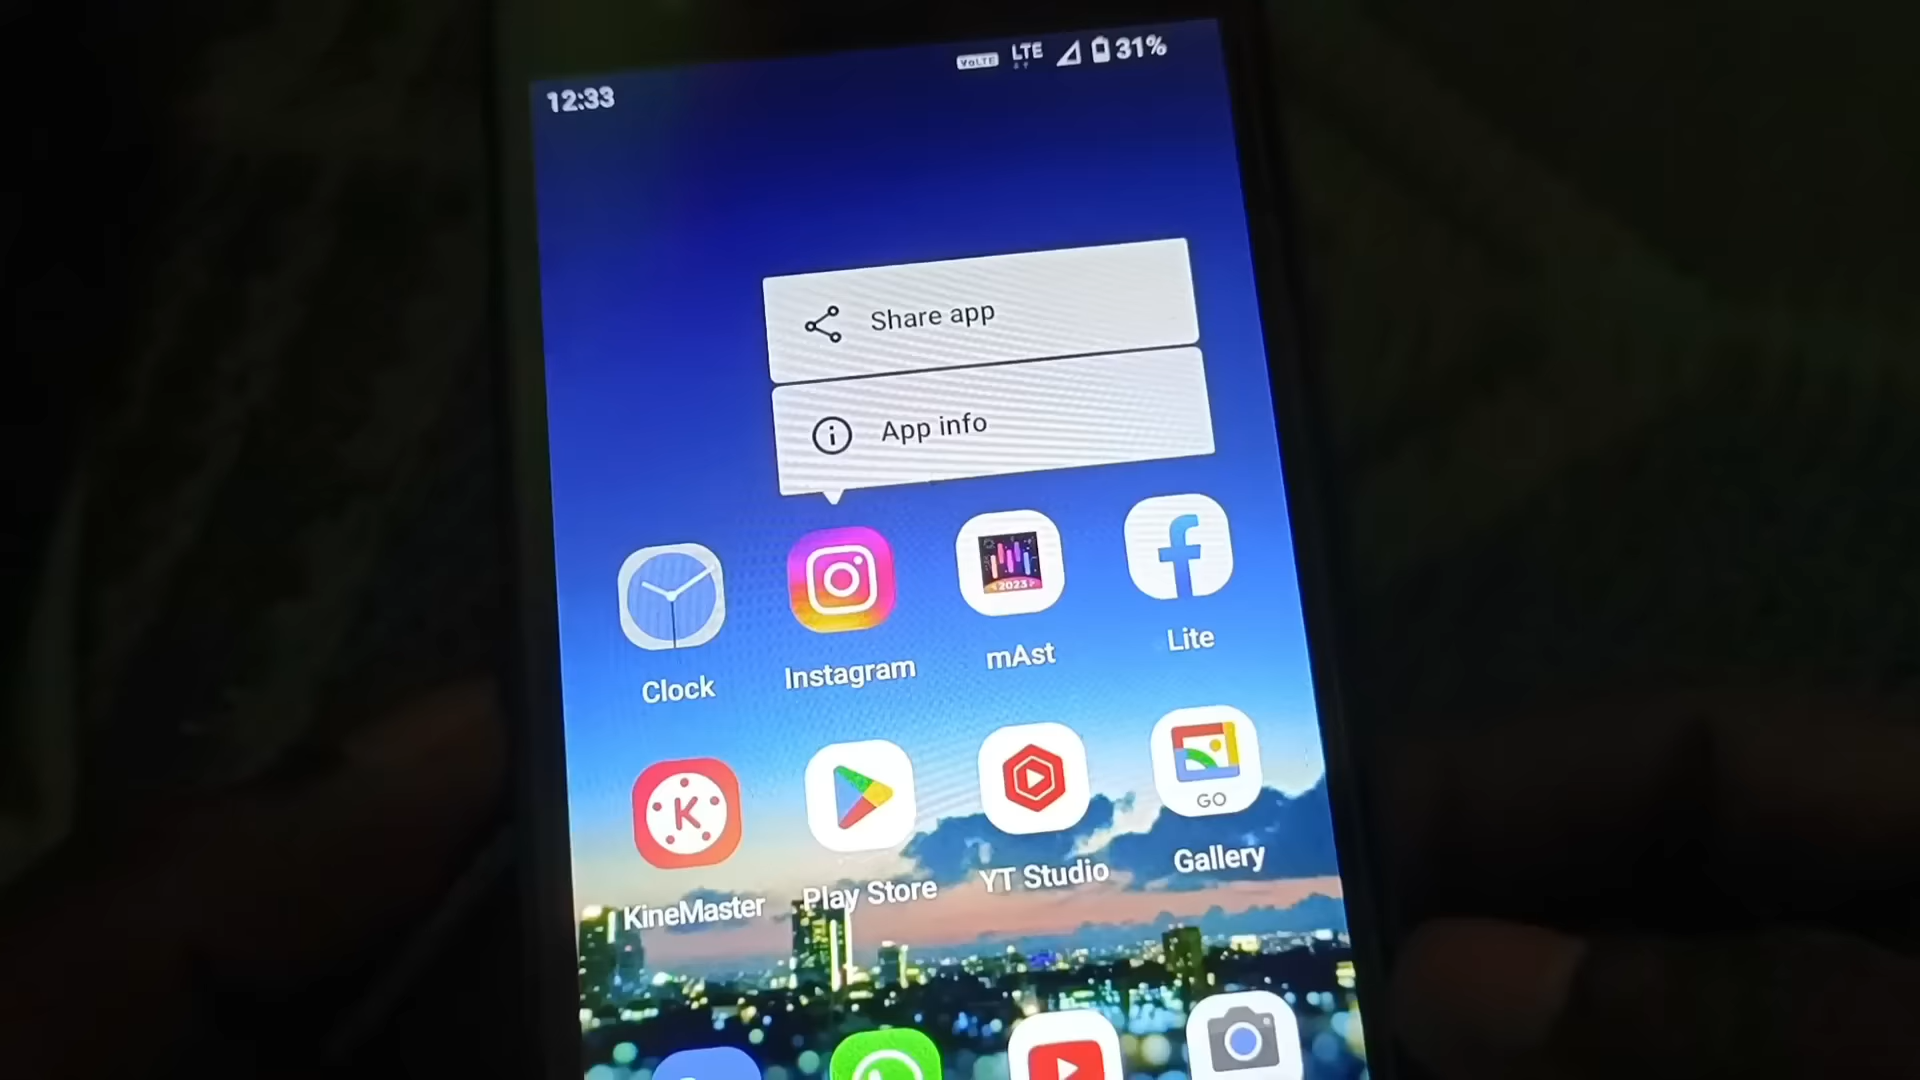 12:33
VoLTE LTE 31%
Share app
App info
2023
Clock
Instagram
mAst
Lite
K
GO
KineMaster
Play Store
YT Studio
Gallery